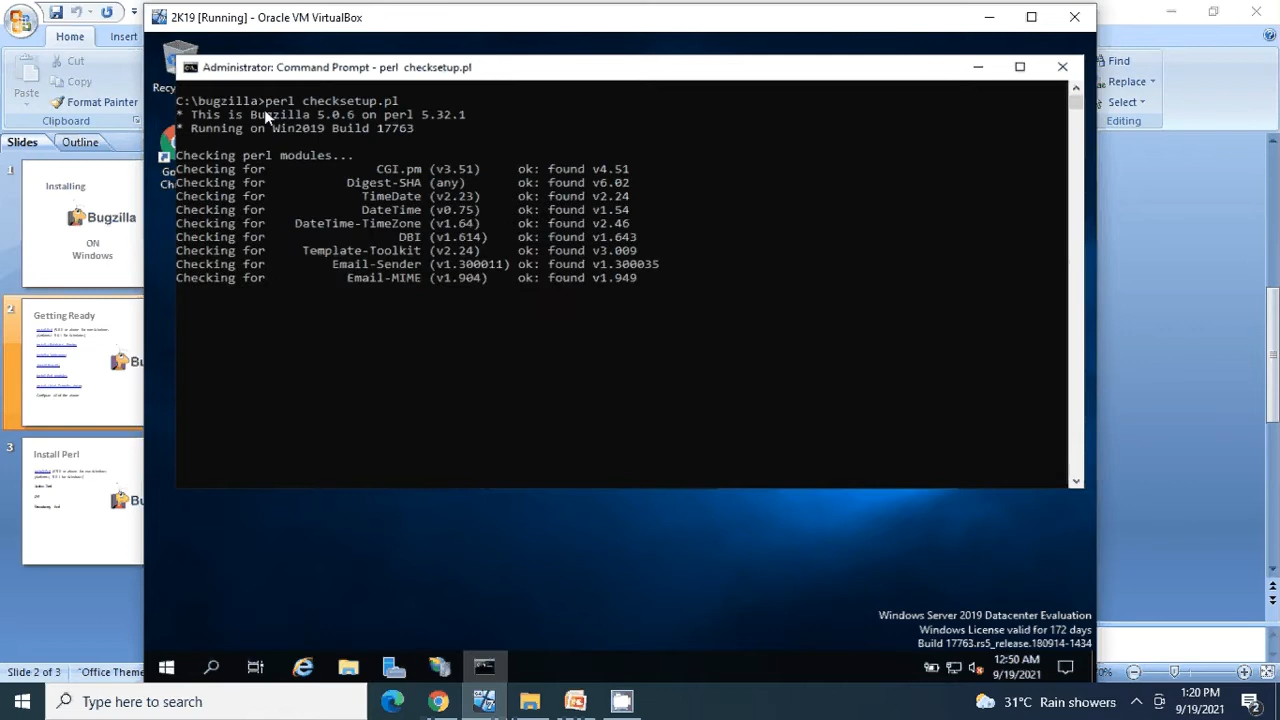 2K19 [Running] - Oracle VM VirtualBox
Home
Insert
Cut
Copy
Paste
Format Painter
Clipboard
Find
Replace
Select
Editing
Slides
Outline
1
Installing
Bugzilla
ON
Windows
2
Getting Ready
3
Install Perl
Administrator: Command Prompt - perl checksetup.pl
C:\bugzilla>perl checksetup.pl
* This is Bugzilla 5.0.6 on perl 5.32.1
* Running on Win2019 Build 17763
Checking perl modules...
Checking for CGI.pm (v3.51) ok: found v4.51
Checking for Digest-SHA (any) ok: found v6.02
Checking for TimeDate (v2.23) ok: found v2.24
Checking for DateTime (v0.75) ok: found v1.54
Checking for DateTime-TimeZone (v1.64) ok: found v2.46
Checking for DBI (v1.614) ok: found v1.643
Checking for Template-Toolkit (v2.24) ok: found v3.009
Checking for Email-Sender (v1.300011) ok: found v1.300035
Checking for Email-MIME (v1.904) ok: found v1.949
Windows Server 2019 Datacenter Evaluation
Windows License valid for 172 days
Build 17763.rs5_release.180914-1434
12:50 AM
9/19/2021
Slide 2 of 3
"Office Theme
Type here to search
31°C Rain showers
1:20 PM
9/19/2021
2